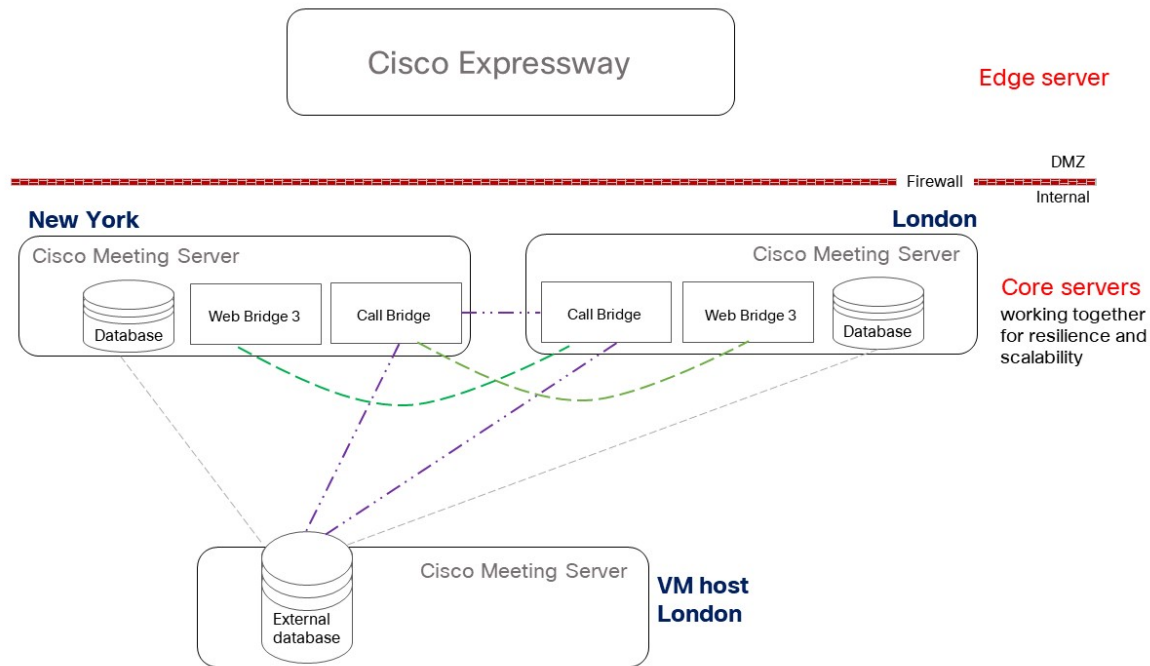 Cisco Expressway
Edge server
DMZ
Firewall
Internal
New York
London
Cisco Meeting Server
Cisco Meeting Server
Database
Web Bridge 3
Call Bridge
Call Bridge
Web Bridge 3
Database
Core servers
working together
for resilience and
scalability
Cisco Meeting Server
External
database
VM host
London